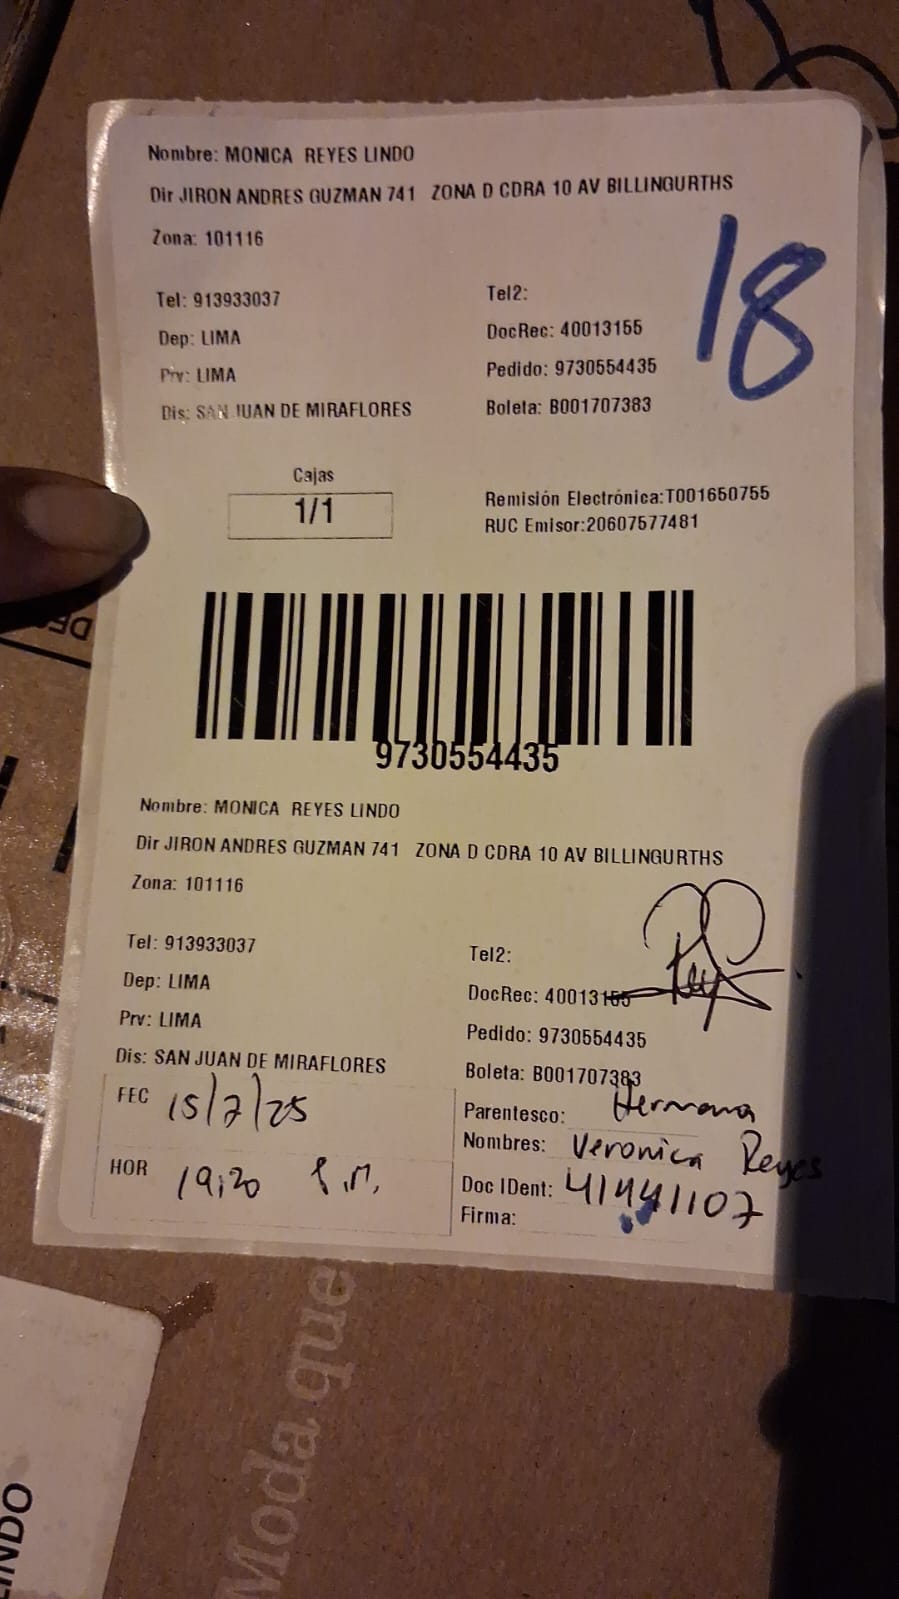 Nombre: MONICA REYES LINDO
Dir JIRON ANDRES GUZMAN 741 ZONA D CDRA 10 AV BILLINGURTHS
Zona: 101116
18
Tel: 913933037
Tel2:
Dep: LIMA
DocRec: 40013155
Prv: LIMA
Pedido: 9730554435
Dis: SAN JUAN DE MIRAFLORES
Boleta: B001707383
Cajas
1/1
Remisión Electrónica:T001650755
RUC Emisor:20607577481
9730554435
Nombre: MONICA REYES LINDO
Dir JIRON ANDRES GUZMAN 741 ZONA D CDRA 10 AV BILLINGURTHS
Zona: 101116
Tel: 913933037
Tel2:
Dep: LIMA
DocRec: 40013155
Prv: LIMA
Pedido: 9730554435
Dis: SAN JUAN DE MIRAFLORES
Boleta: B001707383
FEC 15/7/25
Parentesco: Hermana
Nombres: Veronica Reyes
HOR 19:20 P.M.
Doc IDent: 41441107
Firma:
Moda que
INDO